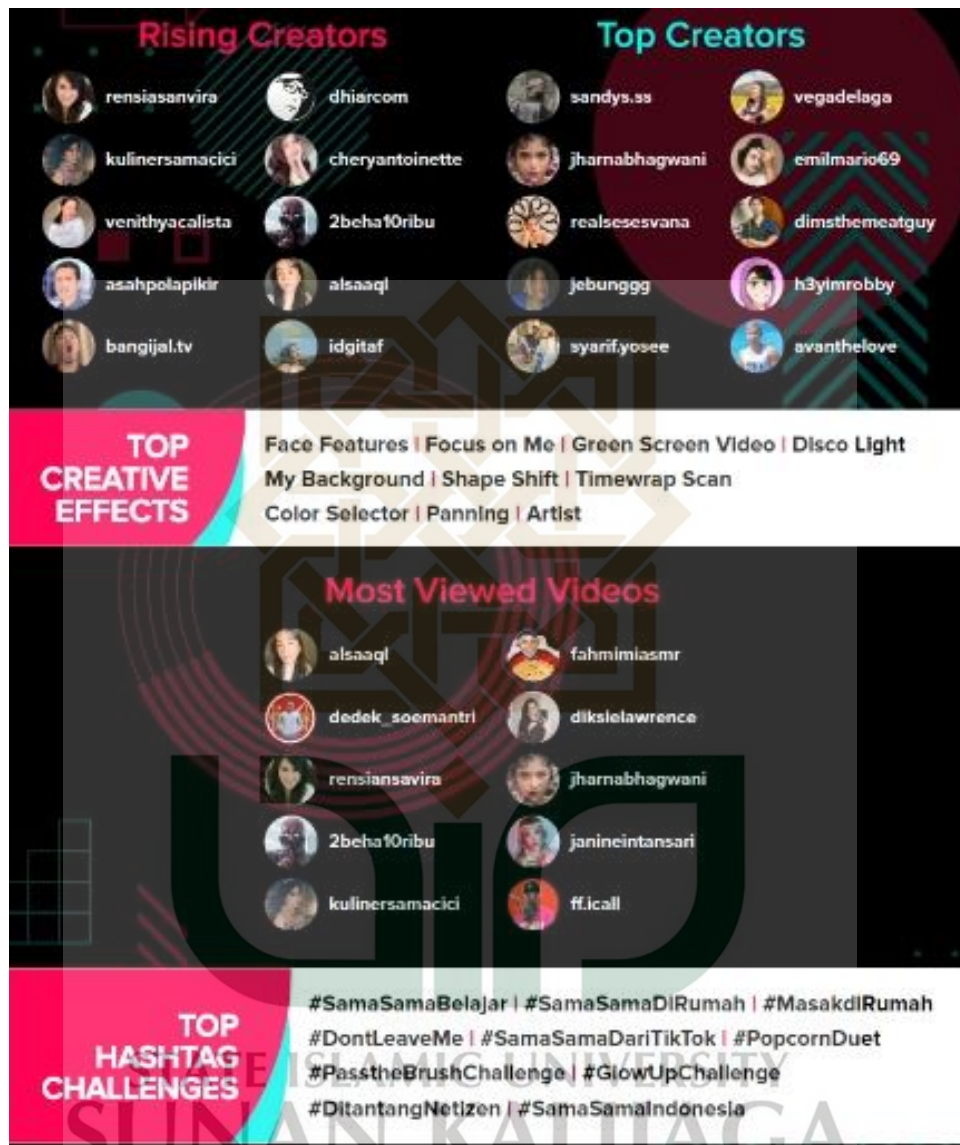 Rising Creators
rensiasanvira
dhiarcom
kulinersamacici
cheryantoinette
venithyacalista
2beha10ribu
asahpolapikir
alsaaql
bangijal.tv
idgitaf
Top Creators
sandys.ss
vegadelaga
jharnabhagwani
emilmario69
realsesesvana
dimsthemeatguy
jebunggg
h3yimrobby
syarif.yosee
avanthelove
TOP
CREATIVE
EFFECTS
Face Features | Focus on Me | Green Screen Video | Disco Light
My Background | Shape Shift | Timewrap Scan
Color Selector | Panning | Artist
Most Viewed Videos
alsaaql
fahmimiasmr
dedek_soemantri
dikslelawrence
rensiansavira
jharnabhagwani
2beha10ribu
janineintansari
kulinersamacici
ff.icall
TOP
HASHTAG
CHALLENGES
#SamaSamaBelajar | #SamaSamaDiRumah | #MasakdiRumah
#DontLeaveMe | #SamaSamaDariTikTok | #PopcornDuet
#PasstheBrushChallenge | #GlowUpChallenge
#DitantangNetizen | #SamaSamaIndonesia
STATE ISLAMIC UNIVERSITY
SUNAN KALIJAGA